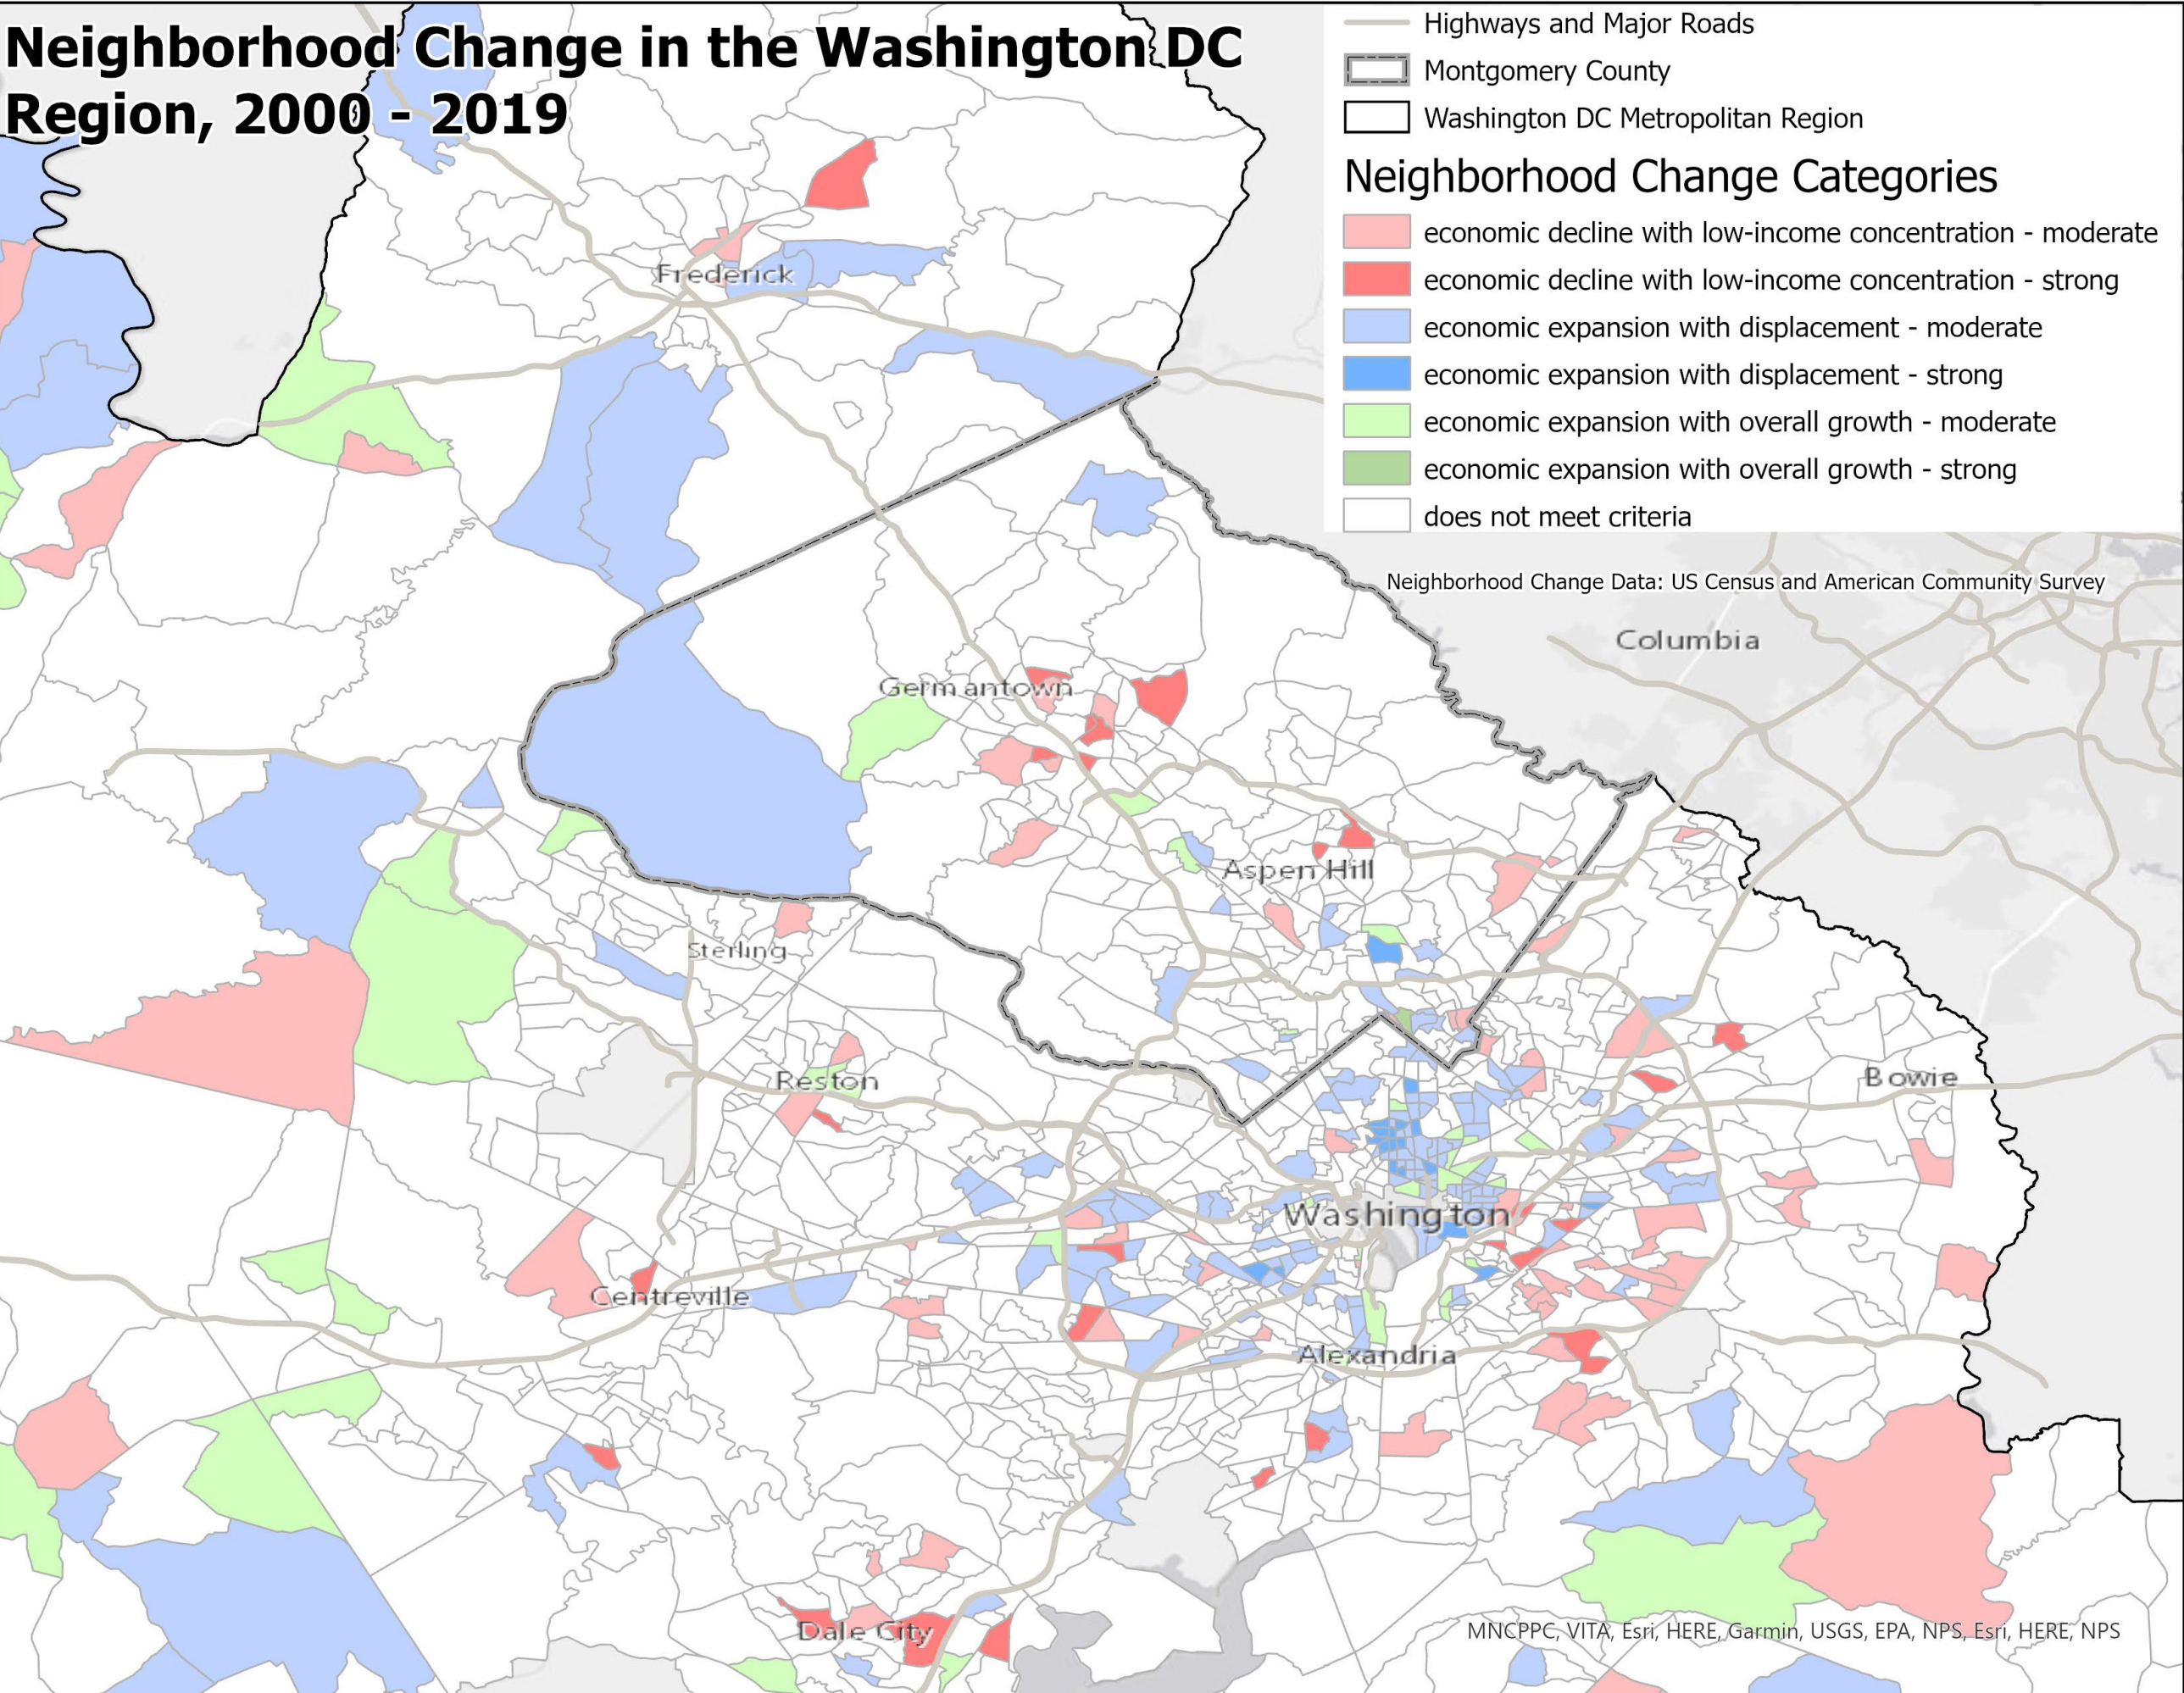 Neighborhood Change in the Washington DC
Region, 2000 - 2019
Highways and Major Roads
Montgomery County
Washington DC Metropolitan Region
Neighborhood Change Categories
economic decline with low-income concentration - moderate
economic decline with low-income concentration - strong
economic expansion with displacement - moderate
economic expansion with displacement - strong
economic expansion with overall growth - moderate
economic expansion with overall growth - strong
does not meet criteria
Neighborhood Change Data: US Census and American Community Survey
Frederick
Columbia
Germantown
Aspen Hill
Sterling
Reston
Bowie
Washington
Centreville
Alexandria
Dale City
MNCPPC, VITA, Esri, HERE, Garmin, USGS, EPA, NPS, Esri, HERE, NPS